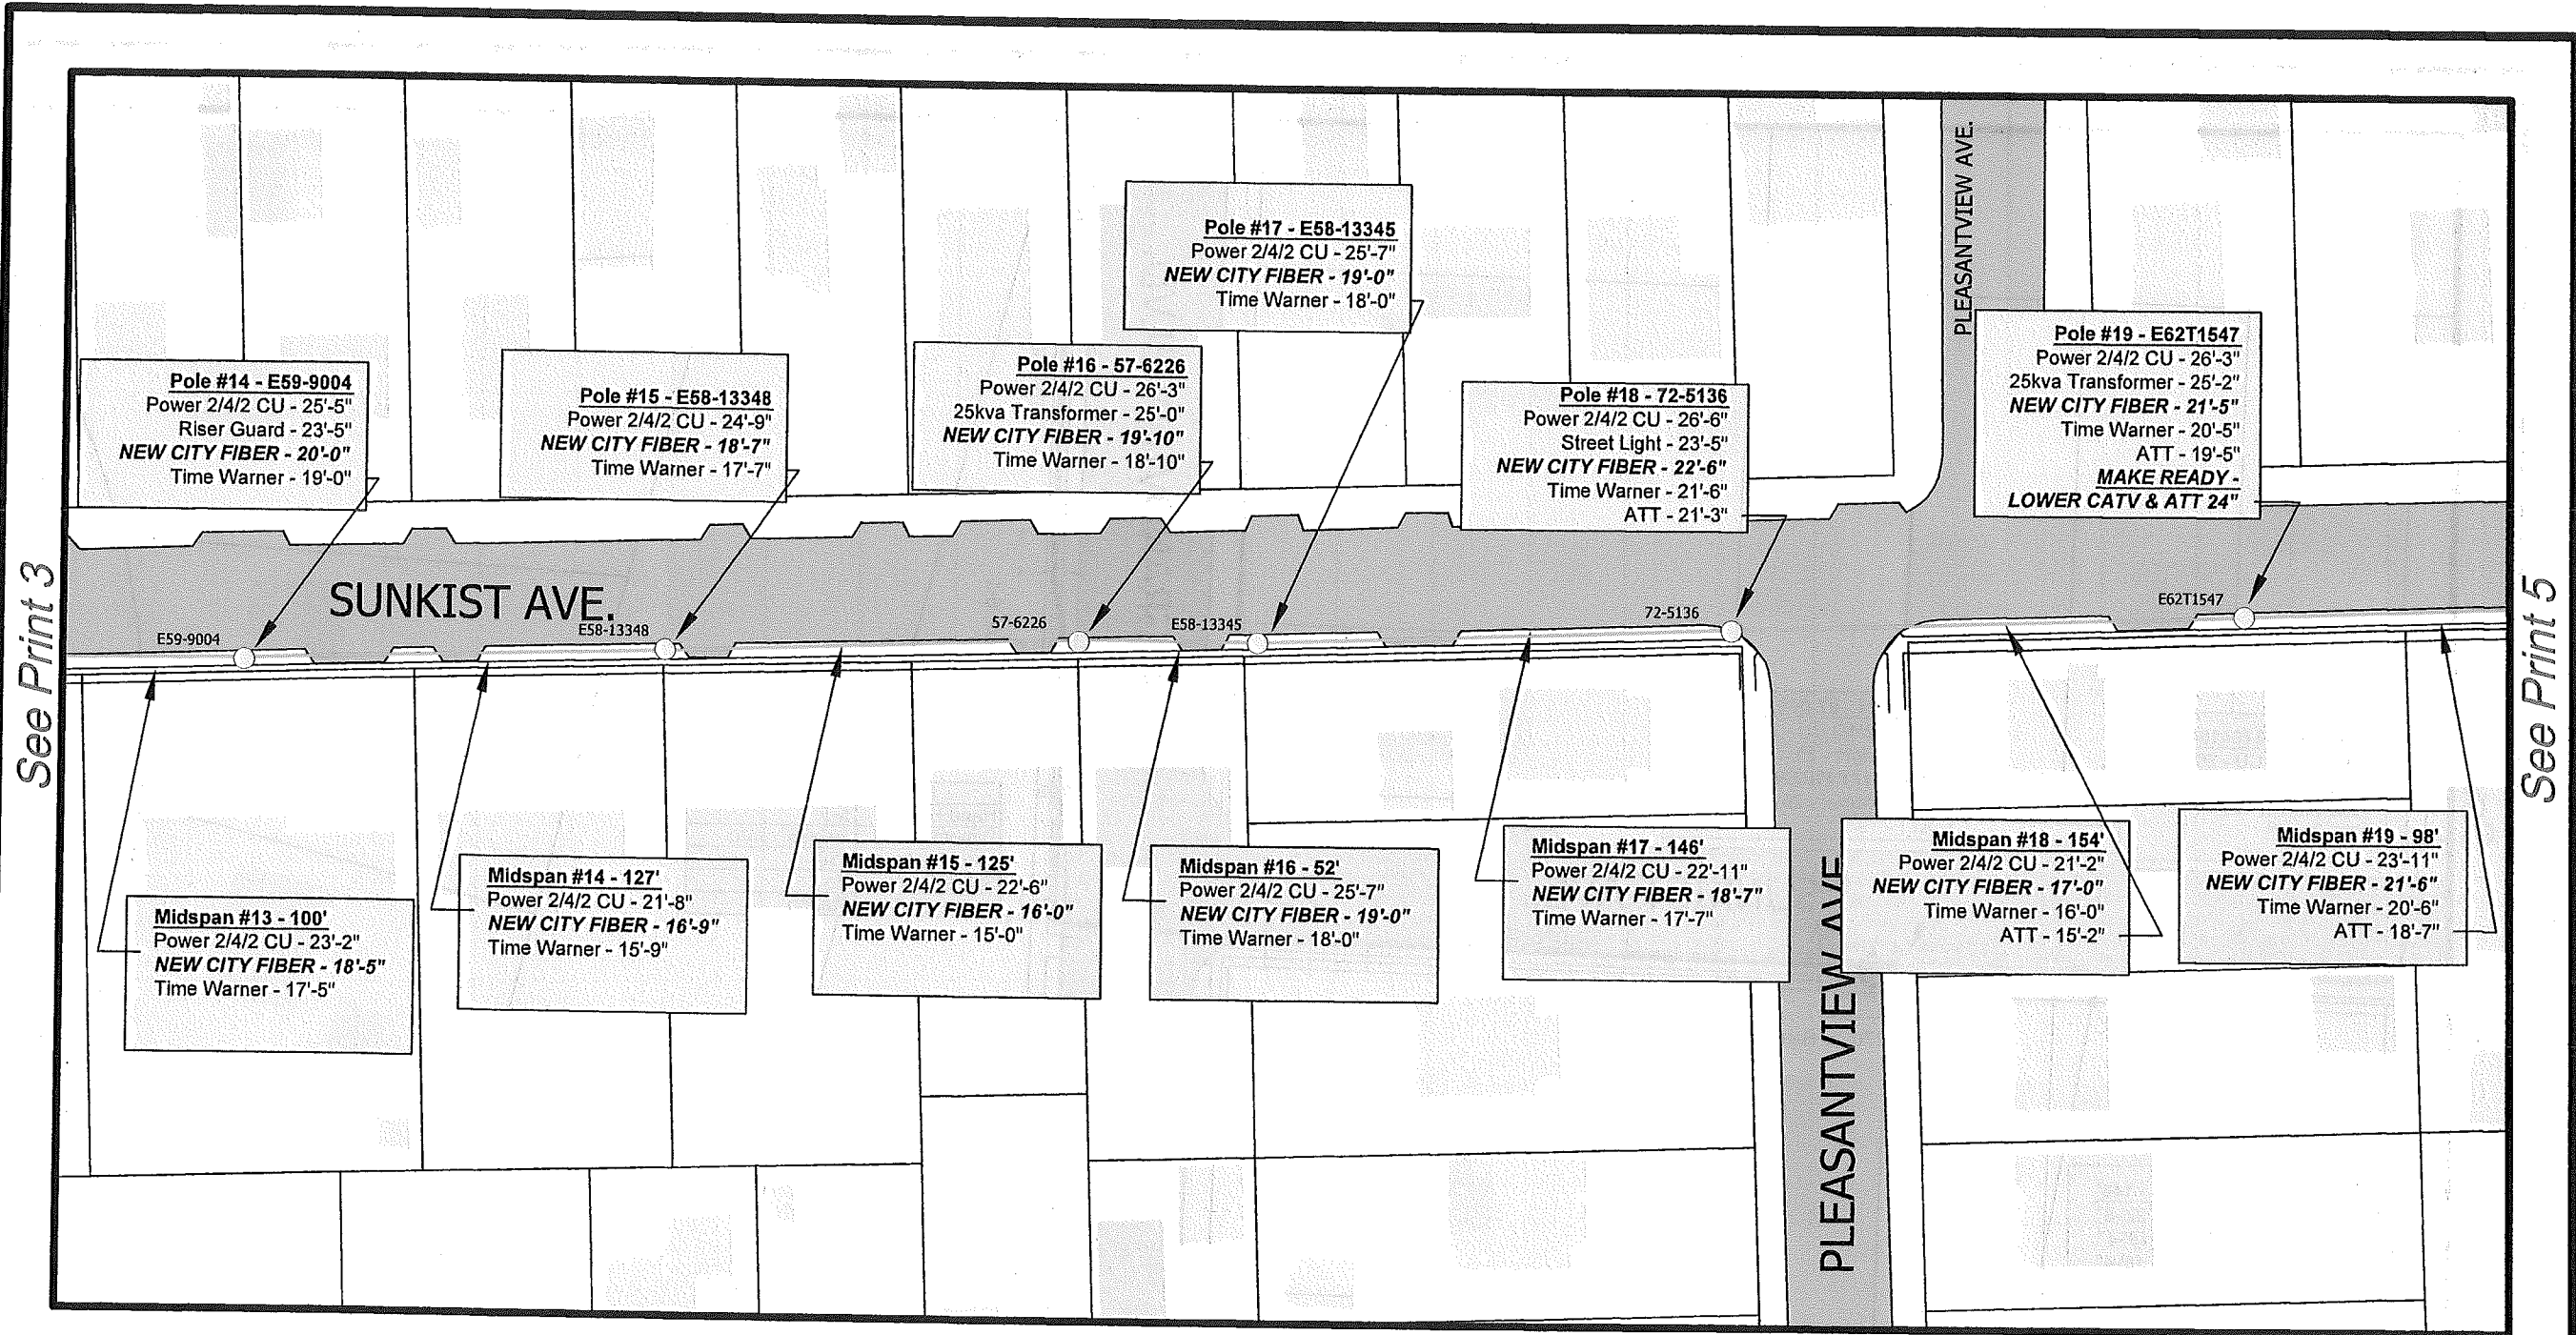 PLEASANTVIEW AVE.
Pole #17 - E58-13345
Power 2/4/2 CU - 25'-7"
NEW CITY FIBER - 19'-0"
Time Warner - 18'-0"
Pole #14 - E59-9004
Power 2/4/2 CU - 25'-5"
Riser Guard - 23'-5"
NEW CITY FIBER - 20'-0"
Time Warner - 19'-0"
Pole #15 - E58-13348
Power 2/4/2 CU - 24'-9"
NEW CITY FIBER - 18'-7"
Time Warner - 17'-7"
Pole #16 - 57-6226
Power 2/4/2 CU - 26'-3"
25kva Transformer - 25'-0"
NEW CITY FIBER - 19'-10"
Time Warner - 18'-10"
Pole #18 - 72-5136
Power 2/4/2 CU - 26'-6"
Street Light - 23'-5"
NEW CITY FIBER - 22'-6"
Time Warner - 21'-6"
ATT - 21'-3"
Pole #19 - E62T1547
Power 2/4/2 CU - 26'-3"
25kva Transformer - 25'-2"
NEW CITY FIBER - 21'-5"
Time Warner - 20'-5"
ATT - 19'-5"
MAKE READY -
LOWER CATV & ATT 24"
See Print 3
SUNKIST AVE.
E59-9004
E58-13348
57-6226
E58-13345
72-5136
E62T1547
See Print 5
Midspan #13 - 100'
Power 2/4/2 CU - 23'-2"
NEW CITY FIBER - 18'-5"
Time Warner - 17'-5"
Midspan #14 - 127'
Power 2/4/2 CU - 21'-8"
NEW CITY FIBER - 16'-9"
Time Warner - 15'-9"
Midspan #15 - 125'
Power 2/4/2 CU - 22'-6"
NEW CITY FIBER - 16'-0"
Time Warner - 15'-0"
Midspan #16 - 52'
Power 2/4/2 CU - 25'-7"
NEW CITY FIBER - 19'-0"
Time Warner - 18'-0"
Midspan #17 - 146'
Power 2/4/2 CU - 22'-11"
NEW CITY FIBER - 18'-7"
Time Warner - 17'-7"
PLEASANTVIEW AVE
Midspan #18 - 154'
Power 2/4/2 CU - 21'-2"
NEW CITY FIBER - 17'-0"
Time Warner - 16'-0"
ATT - 15'-2"
Midspan #19 - 98'
Power 2/4/2 CU - 23'-11"
NEW CITY FIBER - 21'-6"
Time Warner - 20'-6"
ATT - 18'-7"